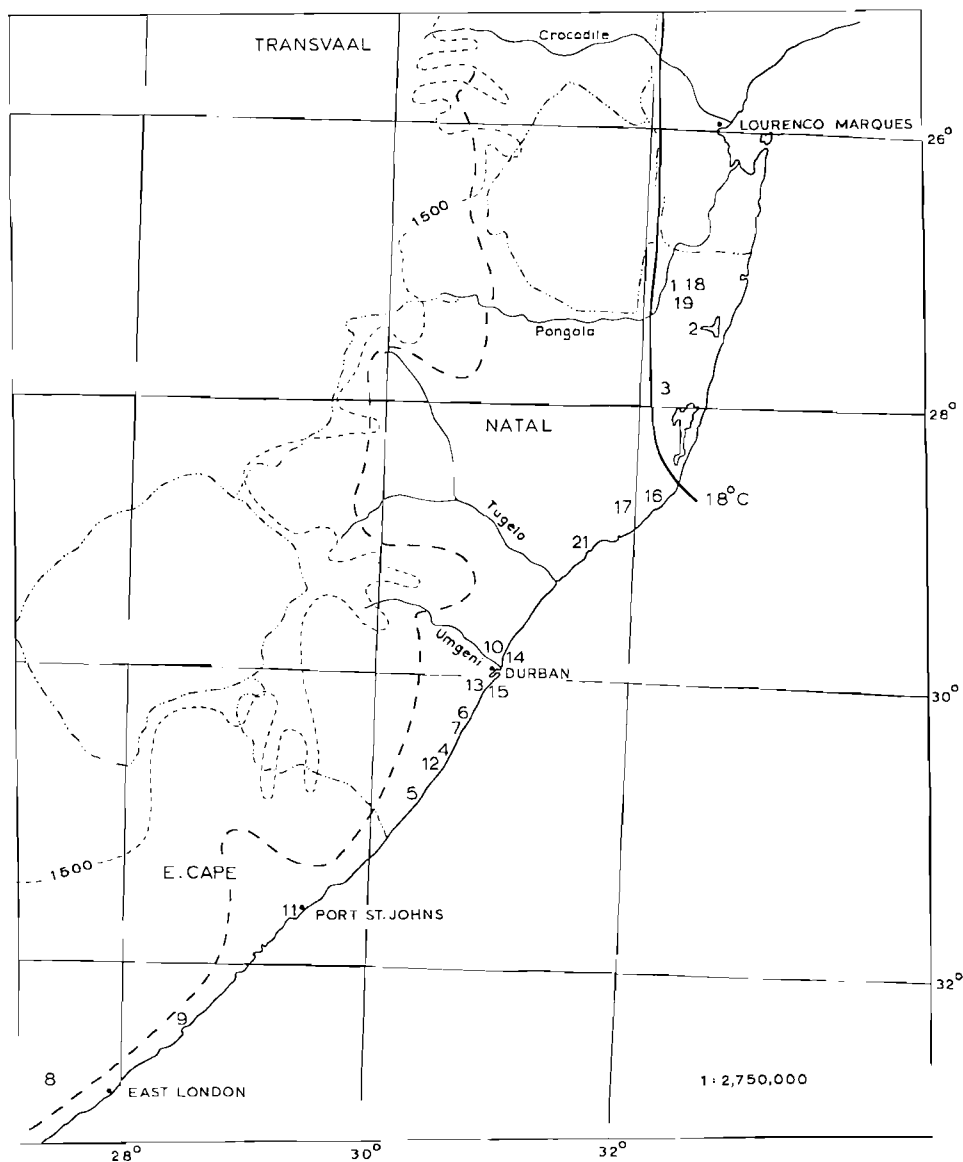 TRANSVAAL
Crocodile
LOURENCO MARQUES
26°
1500
1 18
19
2
Pongola
3
28°
NATAL
18°C
16
17
Tugela
21
Umgeni
10
14
DURBAN
13 15
30°
6
7
4
12
5
1500
E. CAPE
11
PORT ST. JOHNS
32°
9
8
EAST LONDON
1: 2,750,000
28°
30°
32°